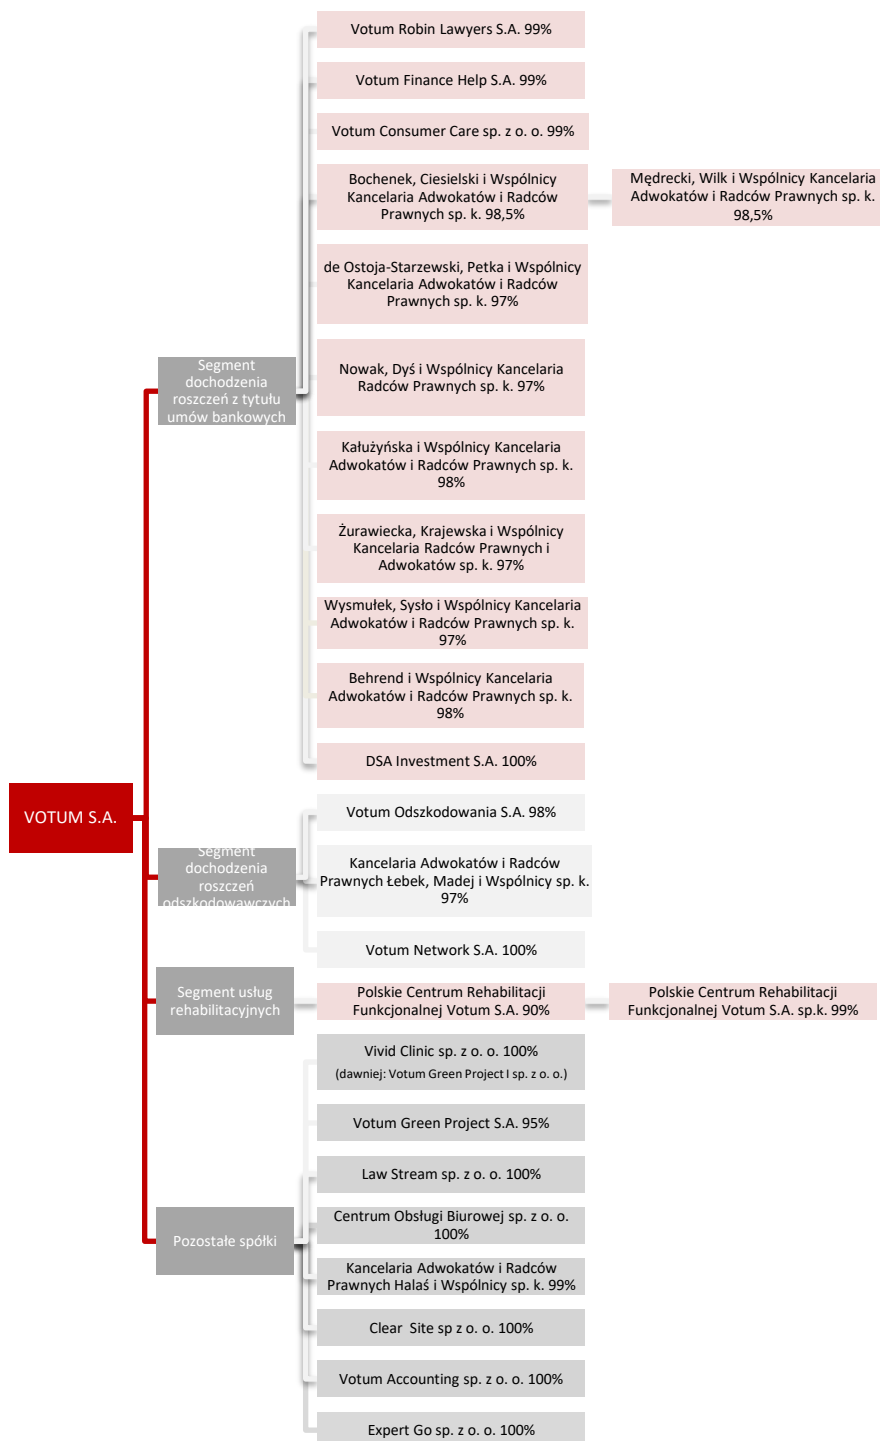 Votum Robin Lawyers S.A. 99%
Votum Finance Help S.A. 99%
Votum Consumer Care sp. z o. o. 99%
Bochenek, Ciesielski i Wspólnicy
Kancelaria Adwokatów i Radców
Prawnych sp. k. 98,5%
Mędrecki, Wilk i Wspólnicy Kancelaria
Adwokatów i Radców Prawnych sp. k.
98,5%
de Ostoja-Starzewski, Petka i Wspólnicy
Kancelaria Adwokatów i Radców
Prawnych sp. k. 97%
Segment
dochodzenia
roszczeń z tytułu
umów bankowych
Nowak, Dyś i Wspólnicy Kancelaria
Radców Prawnych sp. k. 97%
Kałużyńska i Wspólnicy Kancelaria
Adwokatów i Radców Prawnych sp. k.
98%
Żurawiecka, Krajewska i Wspólnicy
Kancelaria Radców Prawnych i
Adwokatów sp. k. 97%
Wysmułek, Sysło i Wspólnicy Kancelaria
Adwokatów i Radców Prawnych sp. k.
97%
Behrend i Wspólnicy Kancelaria
Adwokatów i Radców Prawnych sp. k.
98%
DSA Investment S.A. 100%
VOTUM S.A.
Votum Odszkodowania S.A. 98%
Segment
dochodzenia
roszczeń
odszkodowawczych
Kancelaria Adwokatów i Radców
Prawnych Łebek, Madej i Wspólnicy sp. k.
97%
Votum Network S.A. 100%
Segment usług
rehabilitacyjnych
Polskie Centrum Rehabilitacji
Funkcjonalnej Votum S.A. 90%
Polskie Centrum Rehabilitacji
Funkcjonalnej Votum S.A. sp.k. 99%
Vivid Clinic sp. z o. o. 100%
(dawniej: Votum Green Project I sp. z o. o.)
Votum Green Project S.A. 95%
Law Stream sp. z o. o. 100%
Pozostałe spółki
Centrum Obsługi Biurowej sp. z o. o.
100%
Kancelaria Adwokatów i Radców
Prawnych Halaś i Wspólnicy sp. k. 99%
Clear Site sp z o. o. 100%
Votum Accounting sp. z o. o. 100%
Expert Go sp. z o. o. 100%